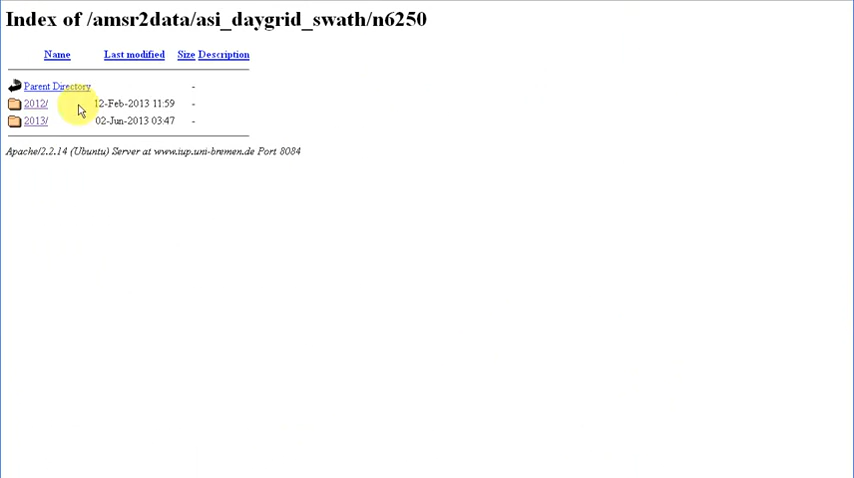 Index of /amsr2data/asi_daygrid_swath/n6250
Name Last modified Size Description
Parent Directory -
2012/ 12-Feb-2013 11:59 -
2013/ 02-Jun-2013 03:47 -
Apache/2.2.14 (Ubuntu) Server at www.iup.uni-bremen.de Port 8084